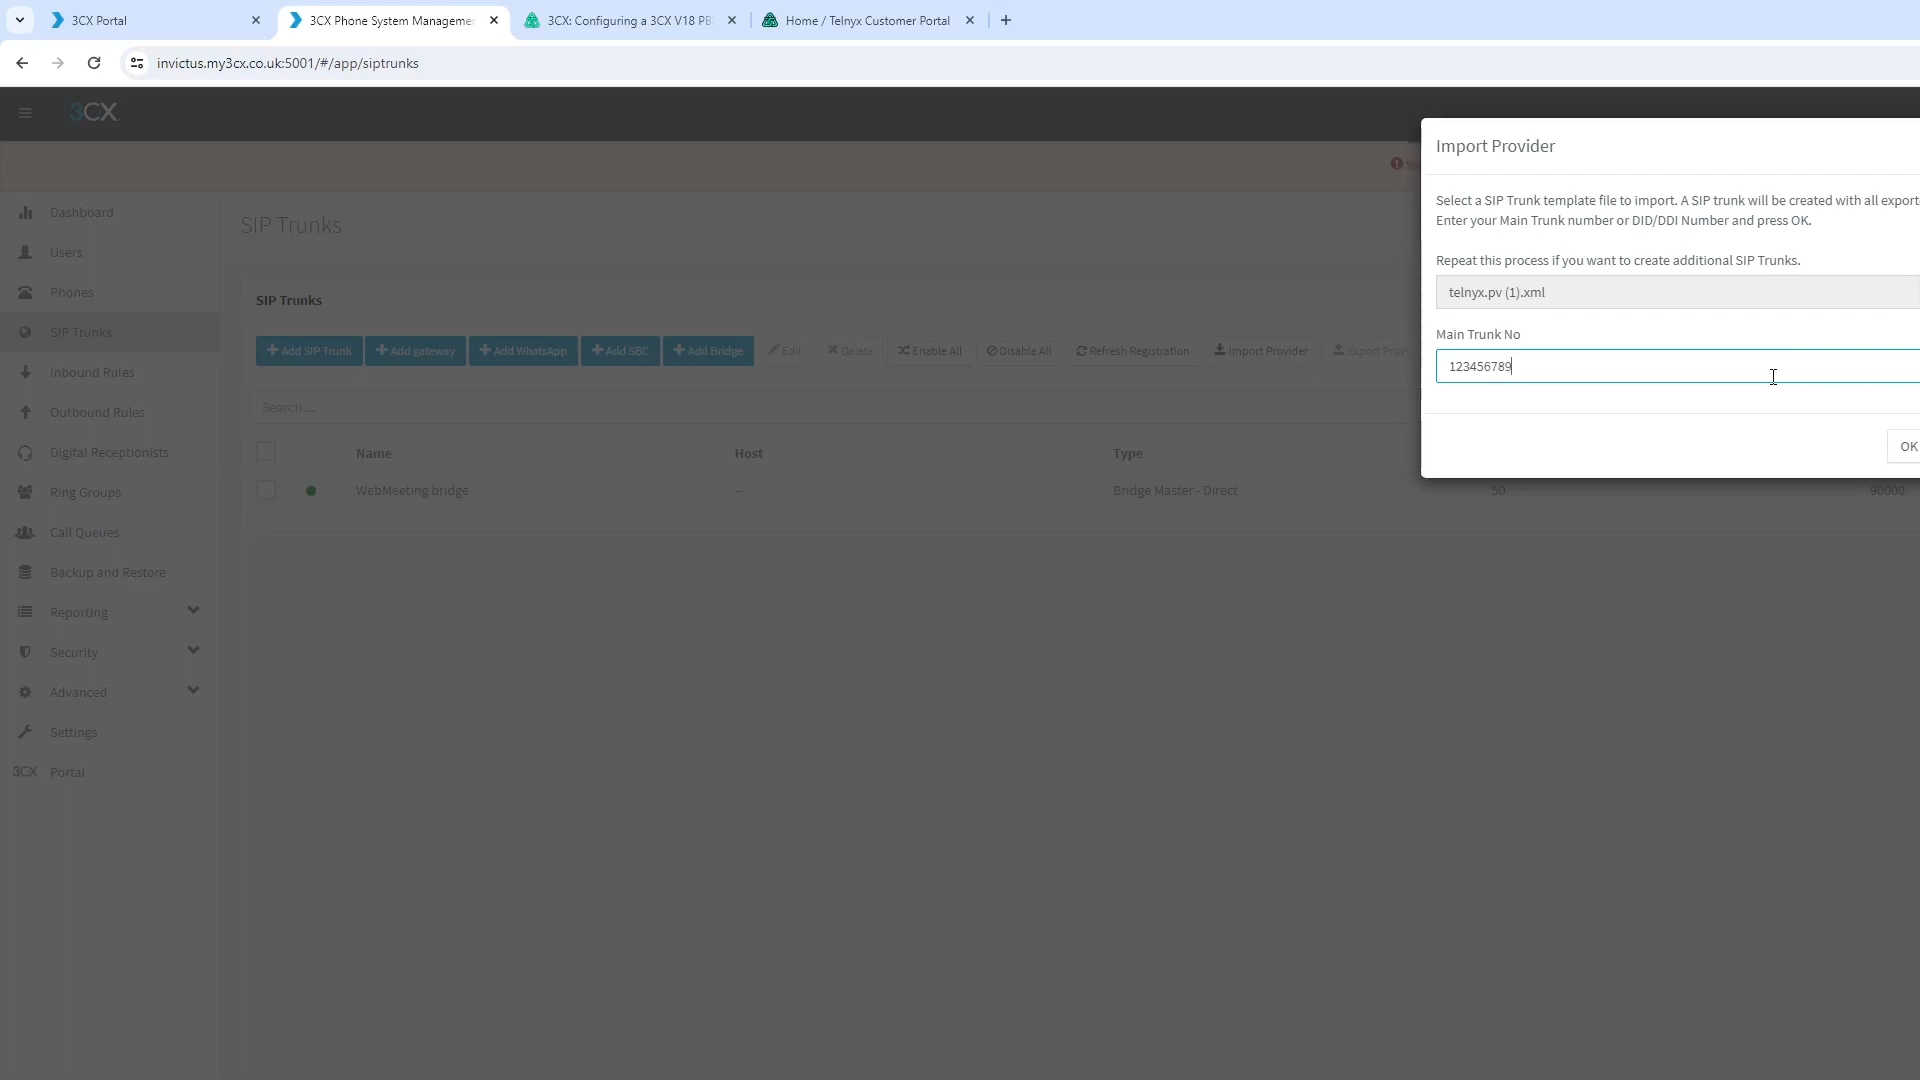 3CX Portal
3CX Phone System Manageme
3CX: Configuring a 3CX V18 PB
Home / Telnyx Customer Portal
invictus.my3cx.co.uk:5001/#/app/siptrunks
3CX
Import Provider
Select a SIP Trunk template file to import. A SIP trunk will be created with all export
Enter your Main Trunk number or DID/DDI Number and press OK.
Repeat this process if you want to create additional SIP Trunks.
telnyx.pv (1).xml
Main Trunk No
123456789
OK
Dashboard
Users
Phones
SIP Trunks
Inbound Rules
Outbound Rules
Digital Receptionists
Ring Groups
Call Queues
Backup and Restore
Reporting
Security
Advanced
Settings
3CX Portal
SIP Trunks
SIP Trunks
+ Add SIP Trunk + Add gateway + Add WhatsApp + Add SBC + Add Bridge Edit Delete Enable All Disable All Refresh Registration Import Provider Export Prov
Search ...
Name Host Type
WebMeeting bridge -- Bridge Master - Direct 50 90000